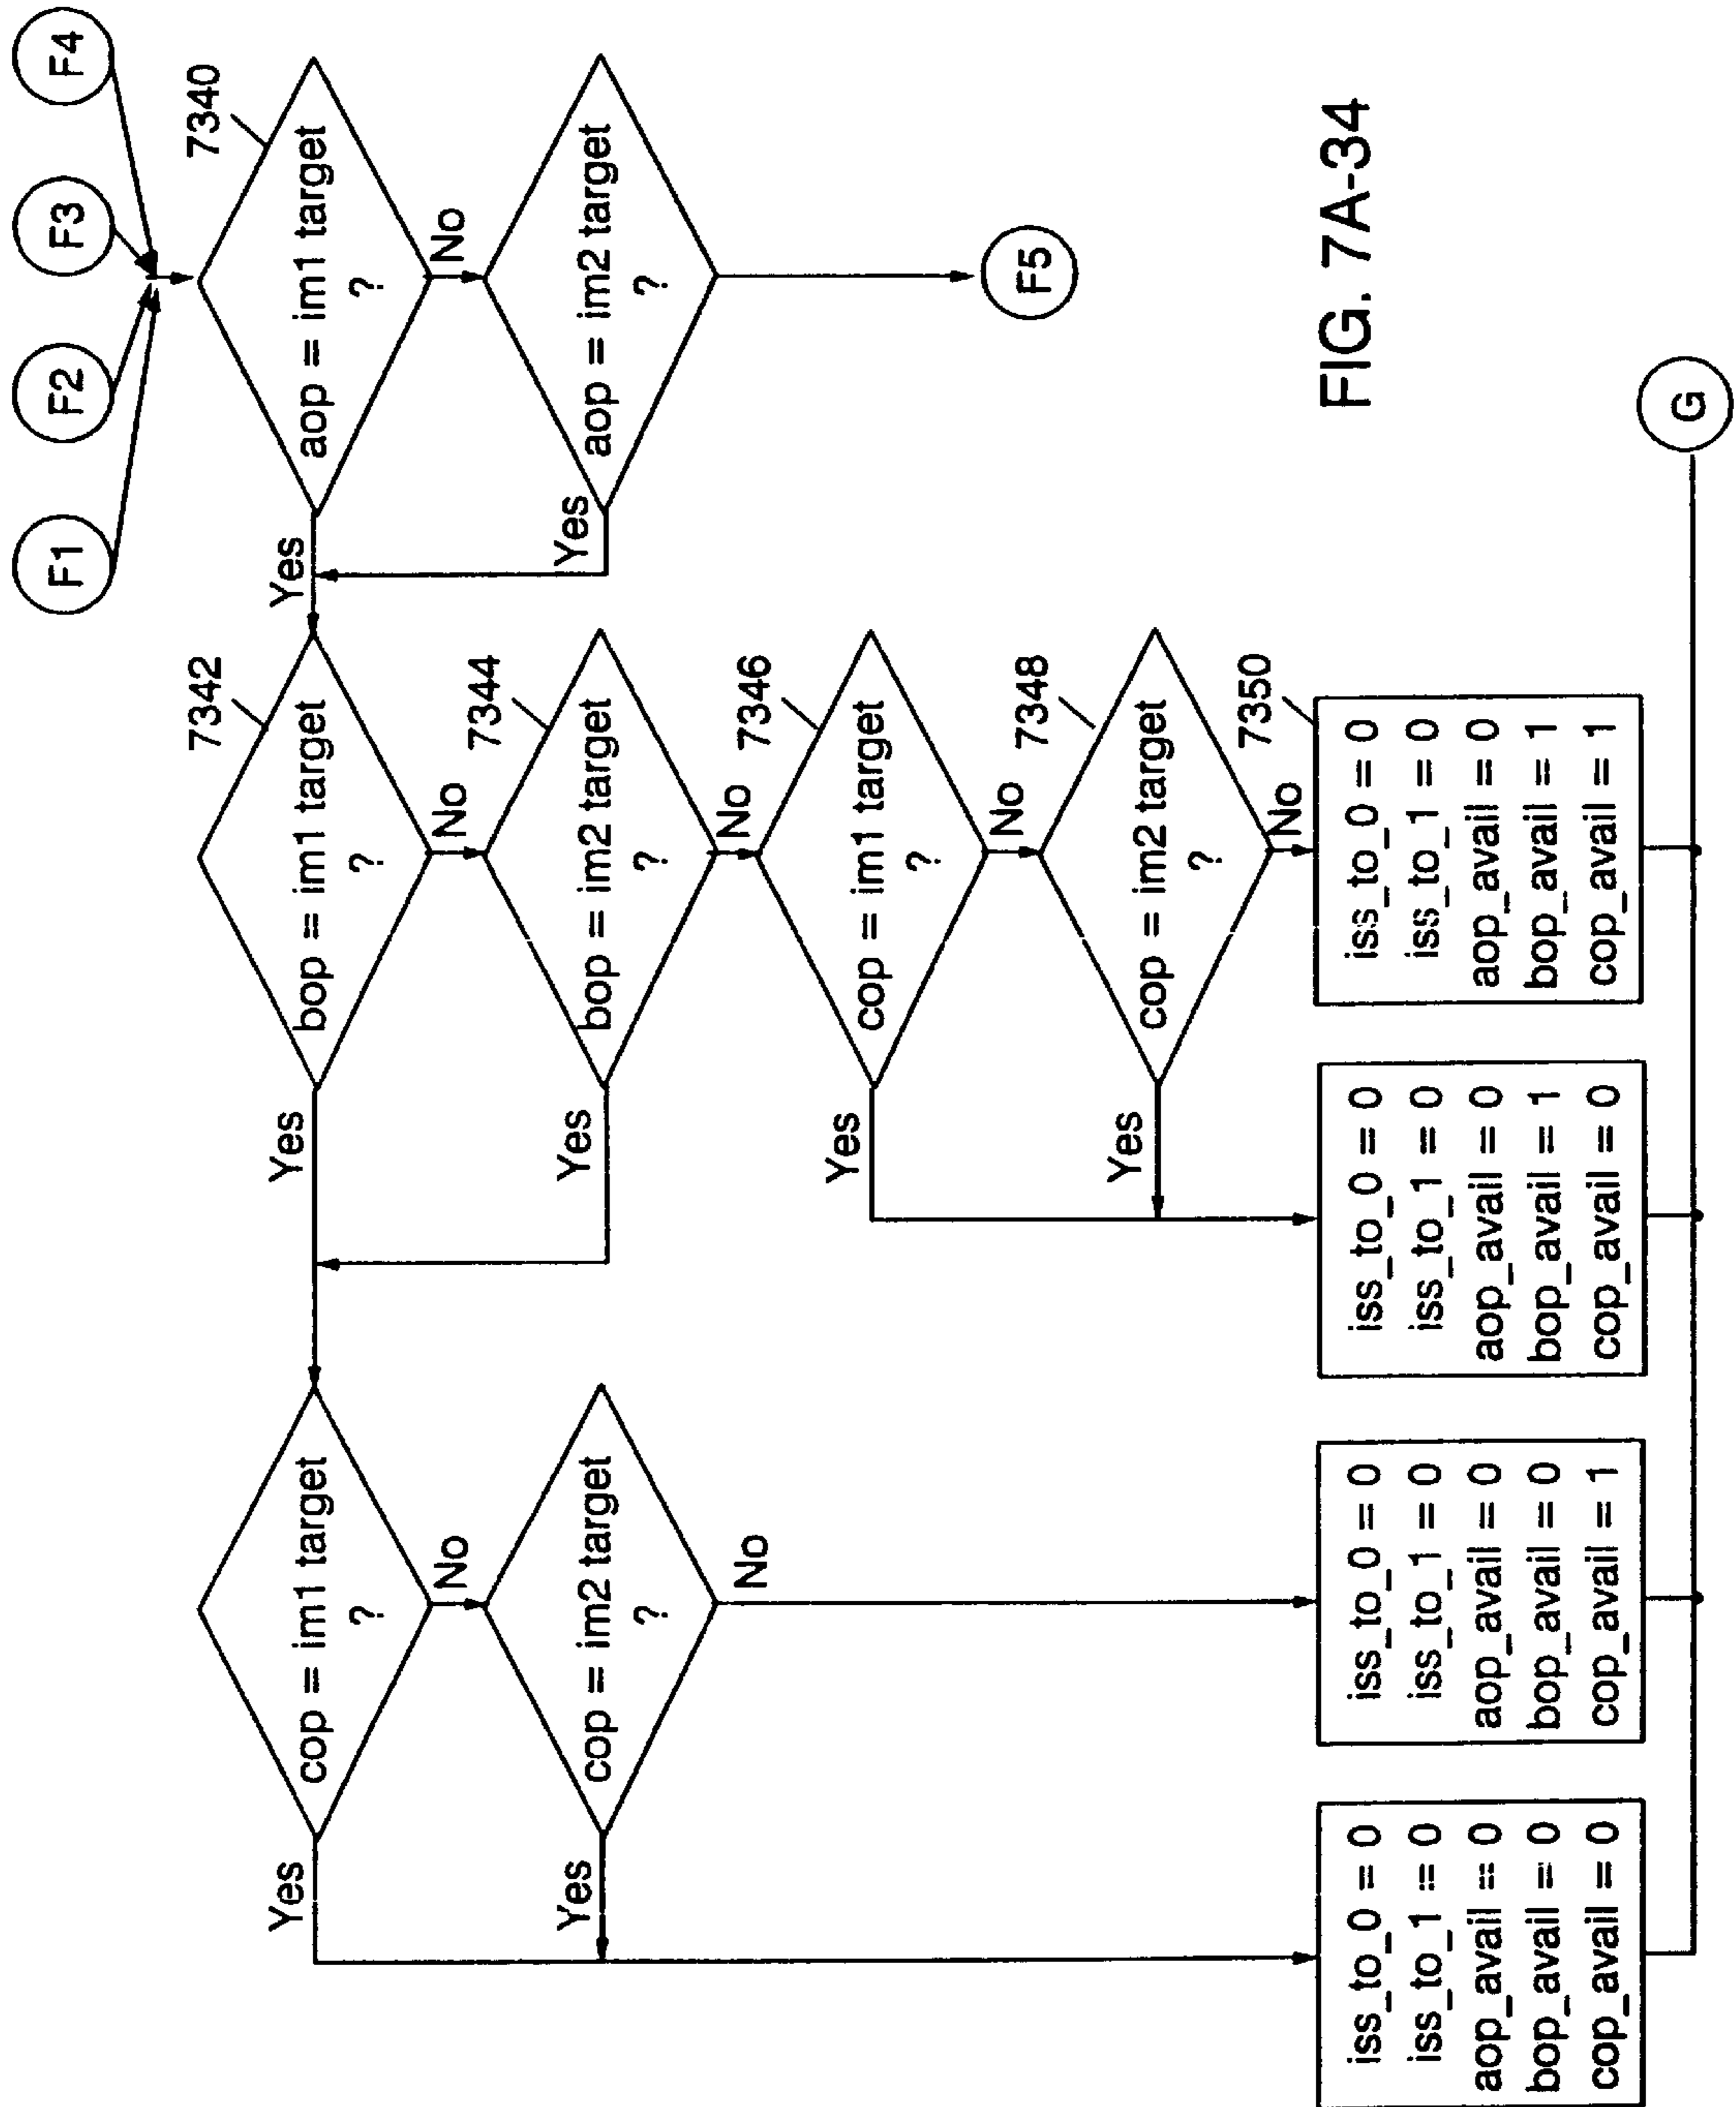 F1
F2
F3
F4
7340
aop = im1 target
?
Yes
No
aop = im2 target
?
Yes
F5
7342
bop = im1 target
?
Yes
No
7344
bop = im2 target
?
Yes
No
7346
cop = im1 target
?
Yes
No
7348
cop = im2 target
?
Yes
No
7350
cop = im1 target
?
Yes
No
cop = im2 target
?
Yes
No
iss_to_0 = 0
iss_to_1 = 0
aop_avail = 0
bop_avail = 0
cop_avail = 0
iss_to_0 = 0
iss_to_1 = 0
aop_avail = 0
bop_avail = 0
cop_avail = 1
iss_to_0 = 0
iss_to_1 = 0
aop_avail = 0
bop_avail = 1
cop_avail = 0
iss_to_0 = 0
iss_to_1 = 0
aop_avail = 0
bop_avail = 1
cop_avail = 1
G
FIG. 7A-34